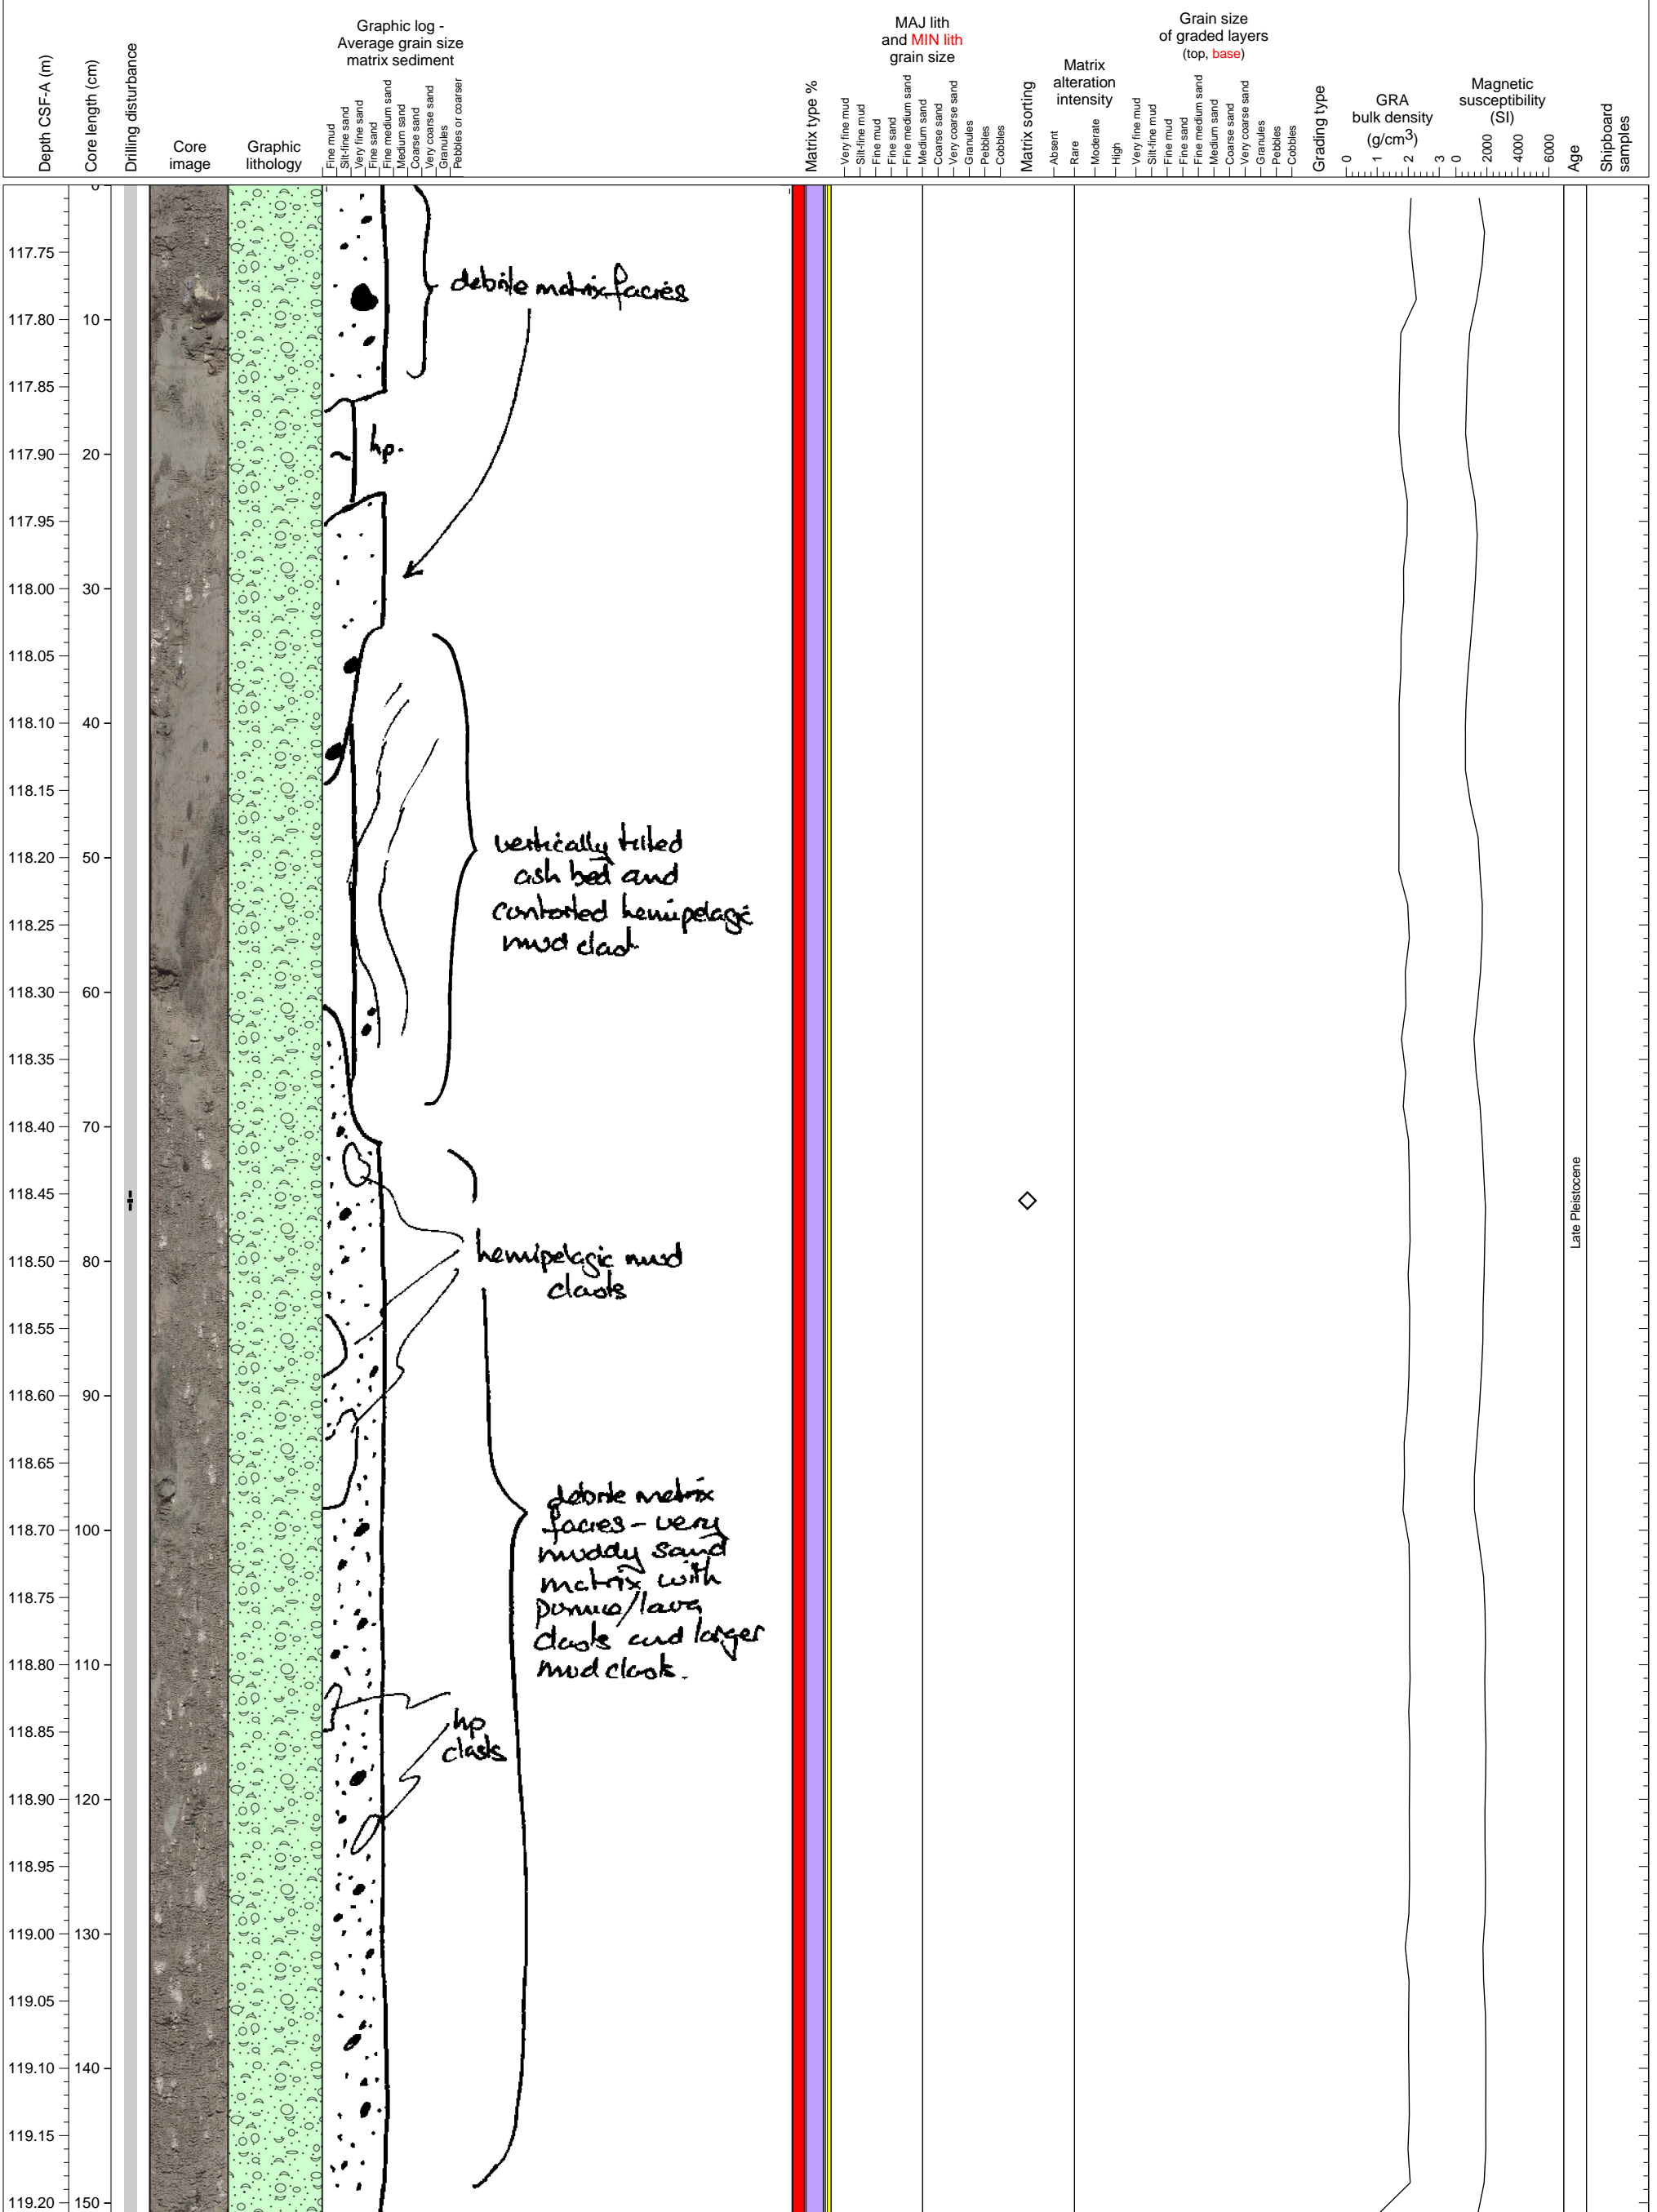 Depth CSF-A (m)
Core length (cm)
Drilling disturbance
Core
image
Graphic
lithology
Graphic log -
Average grain size
matrix sediment
Fine mud
Silt-fine sand
Very fine sand
Fine sand
Fine medium sand
Medium sand
Coarse sand
Very coarse sand
Granules
Pebbles or coarser
Matrix type %
MAJ lith
and MIN lith
grain size
Very fine mud
Silt-fine mud
Fine mud
Fine sand
Fine medium sand
Medium sand
Coarse sand
Very coarse sand
Granules
Pebbles
Cobbles
Matrix sorting
Matrix
alteration
intensity
Absent
Rare
Moderate
High
Grain size
of graded layers
(top, base)
Very fine mud
Silt-fine mud
Fine mud
Fine sand
Fine medium sand
Medium sand
Coarse sand
Very coarse sand
Granules
Pebbles
Cobbles
Grading type
GRA
bulk density
(g/cm3)
0 1 2 3
Magnetic
susceptibility
(SI)
0 2000 4000 6000
Age
Shipboard
samples
0
117.75
117.80 10
117.85
117.90 20
117.95
118.00 30
118.05
118.10 40
118.15
118.20 50
118.25
118.30 60
118.35
118.40 70
118.45
118.50 80
118.55
118.60 90
118.65
118.70 100
118.75
118.80 110
118.85
118.90 120
118.95
119.00 130
119.05
119.10 140
119.15
119.20 150
debrite matrix facies
hp.
vertically tilted
ash bed and
contorted hemipelagic
mud clast
hemipelagic mud
clasts
debrite matrix
facies - very
muddy sand
matrix with
pumice/lava
clasts and larger
mud clasts.
hp
clasts
Late Pleistocene